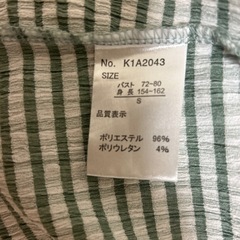 No. K1A2043
SIZE
バスト 72-80
身長 154-162
S
品質表示
ポリエステル 96%
ポリウレタン 4%